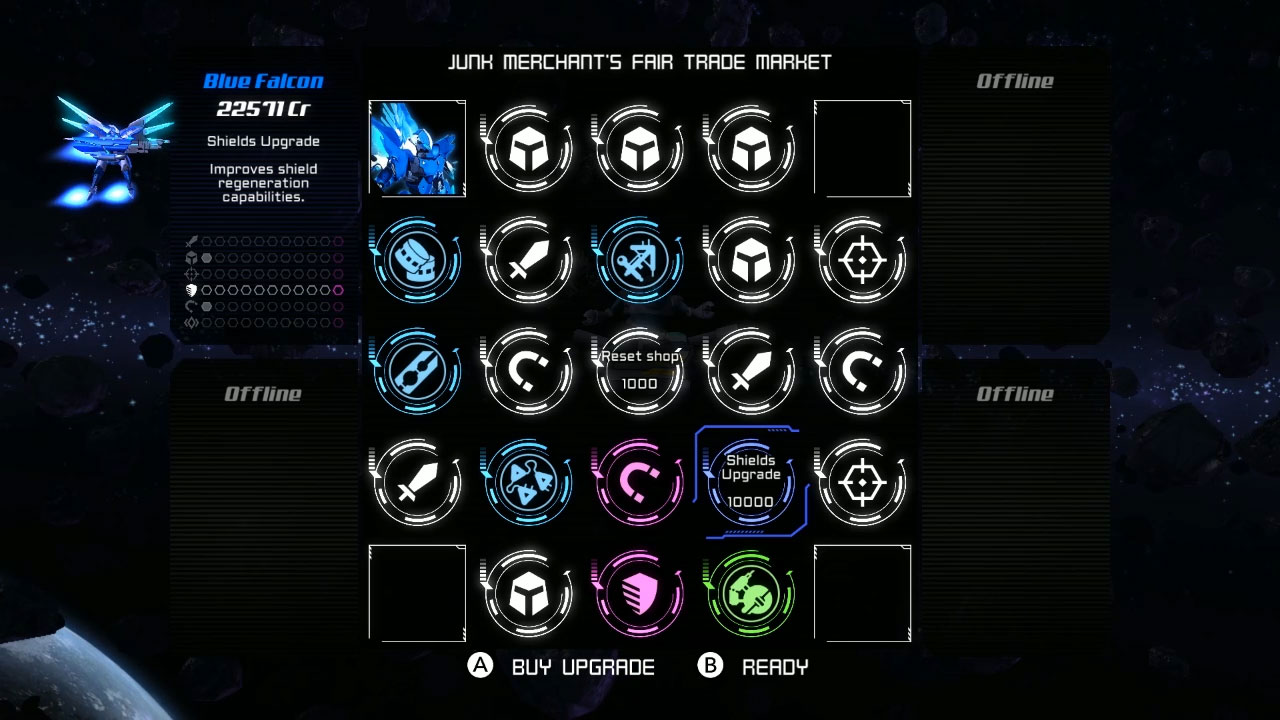 JUNK MERCHANT'S FAIR TRADE MARKET
Blue Falcon
22571 Cr
Shields Upgrade
Improves shield
regeneration
capabilities.
Offline
Reset shop
1000
Offline
Offline
Shields
Upgrade
10000
A BUY UPGRADE B READY